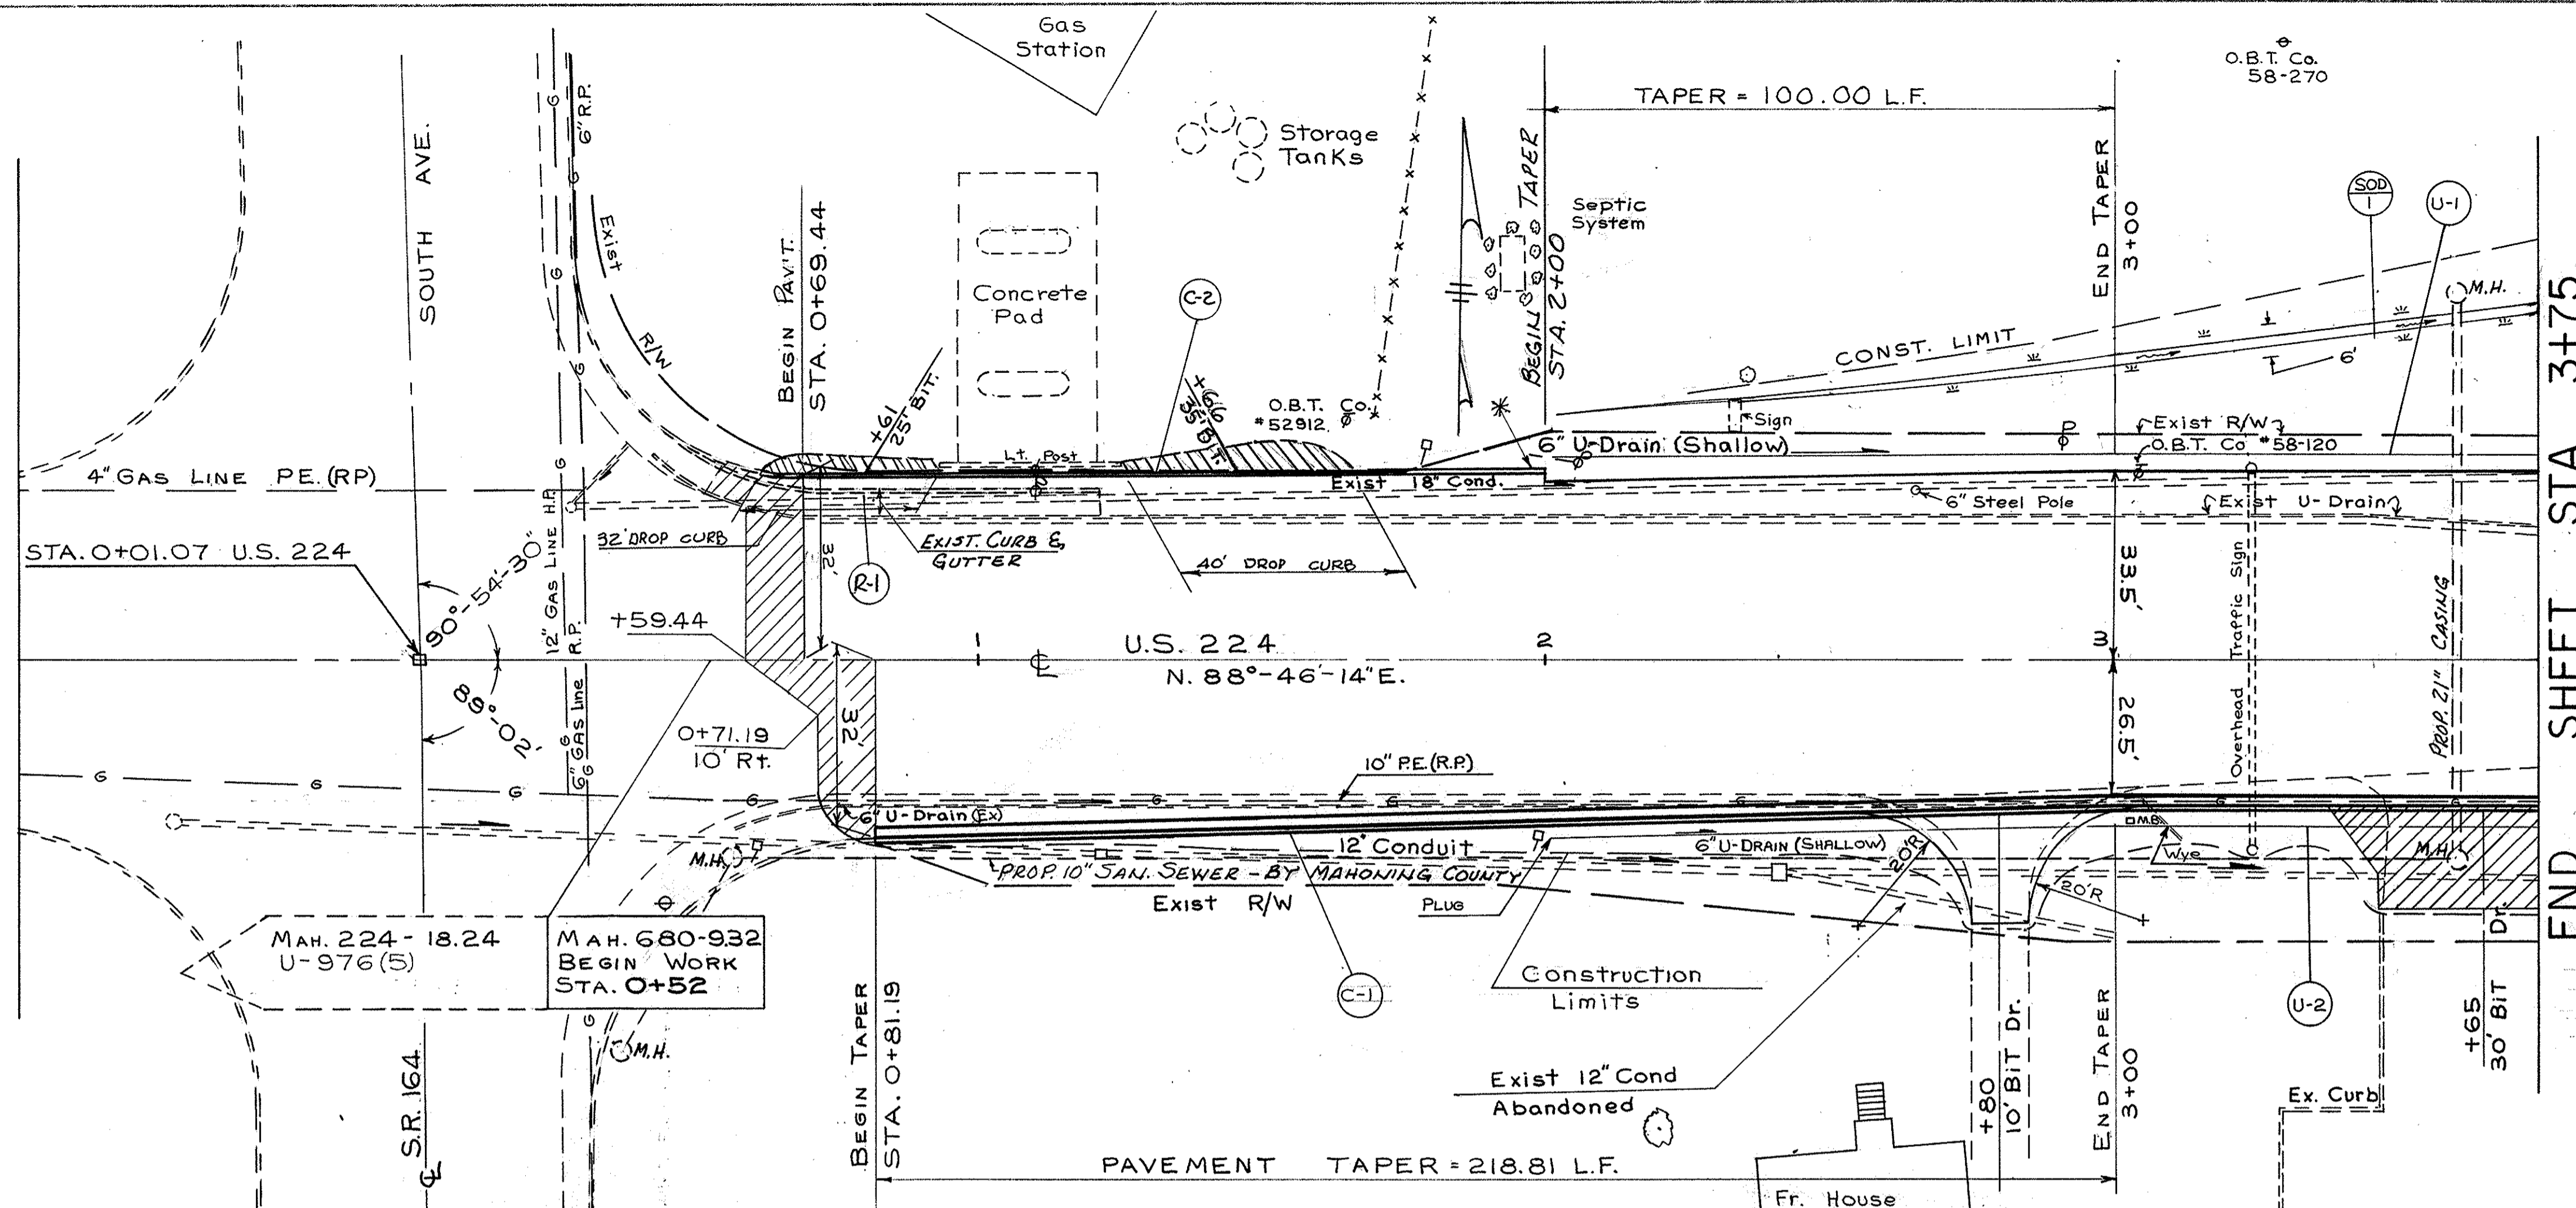 Gas
Station
O.B.T. Co.
58-270
TAPER = 100.00 L.F.
6" R.P.
SOUTH AVE.
Storage
Tanks
BEGIN TAPER
STA. 2+00
Septic
System
END TAPER
3+00
SOD
1
U-1
M.H.
Exist
R/W
BEGIN PAV'T.
STA. 0+69.44
Concrete
Pad
C-2
CONST. LIMIT
6'
END SHEET STA 3+75
+61
25' BIT.
+66
35' BIT.
O.B.T. Co.
#52912
Sign
6" U-Drain (Shallow)
Exist R/W
O.B.T. Co #58-120
Lt. Post
4" GAS LINE PE. (RP)
Exist 18" Cond.
6" Steel Pole
Exist U-Drain
STA. 0+01.07 U.S. 224
90°-54'-30"
89°-02'
12" GAS LINE H.P.
R.P.
6" GAS Line
32' DROP CURB
EXIST. CURB &
GUTTER
R-1
40' DROP CURB
32'
33.5'
Overhead Traffic Sign
PROP. 21" CASING
+59.44
1
U.S. 224
2
3
℄
N. 88°-46'-14" E.
0+71.19
10' Rt.
32'
26.5'
G
10" P.E. (R.P.)
6" U-Drain (Ex)
12" Conduit
6" U-DRAIN (SHALLOW)
20'R
M.B.
Wye
M.H.
M.H.
PROP. 10" SAN. SEWER - BY MAHONING COUNTY
Exist R/W
PLUG
20'R
MAH. 224-18.24
U-976(5)
MAH. 680-9.32
BEGIN WORK
STA. 0+52
C-1
Construction
Limits
U-2
+65
30' BIT Dr.
M.H.
S.R. 164
℄
BEGIN TAPER
STA. 0+81.19
Exist 12" Cond
Abandoned
+80
10' BIT Dr.
END TAPER
3+00
Ex. Curb
PAVEMENT TAPER = 218.81 L.F.
Fr. House